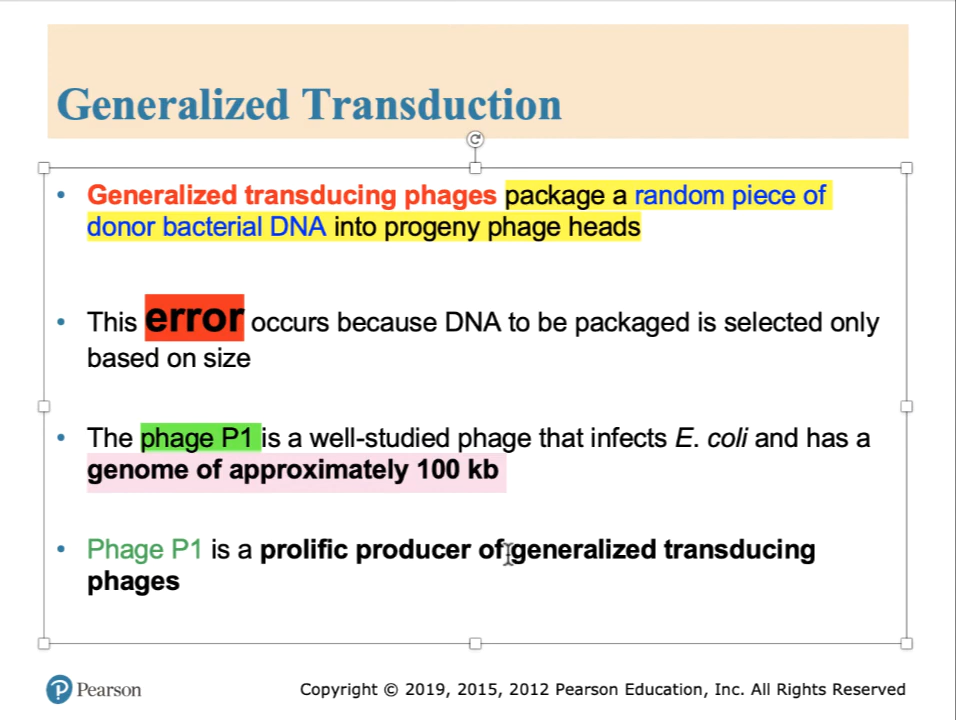 Generalized Transduction
• Generalized transducing phages package a random piece of
donor bacterial DNA into progeny phage heads
• This error occurs because DNA to be packaged is selected only
based on size
• The phage P1 is a well-studied phage that infects E. coli and has a
genome of approximately 100 kb
• Phage P1 is a prolific producer of generalized transducing
phages
Pearson
Copyright © 2019, 2015, 2012 Pearson Education, Inc. All Rights Reserved